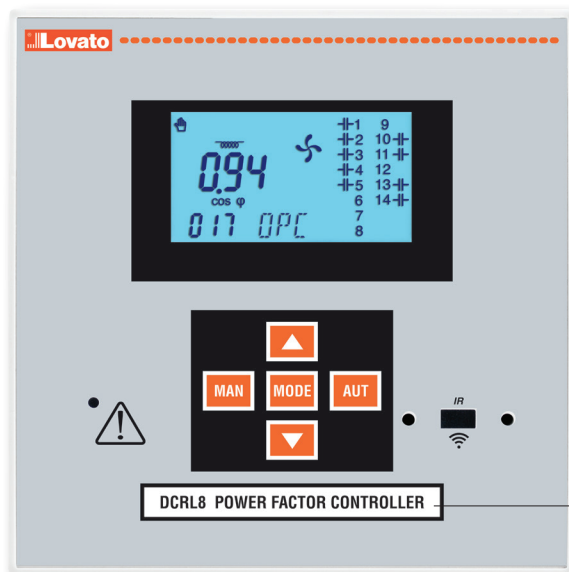 Lovato
1 9
2 10
0.94 3 11
4 12
cos φ 5 13
6 14
017 OPC 7
8
MAN MODE AUT
IR
DCRL8 POWER FACTOR CONTROLLER